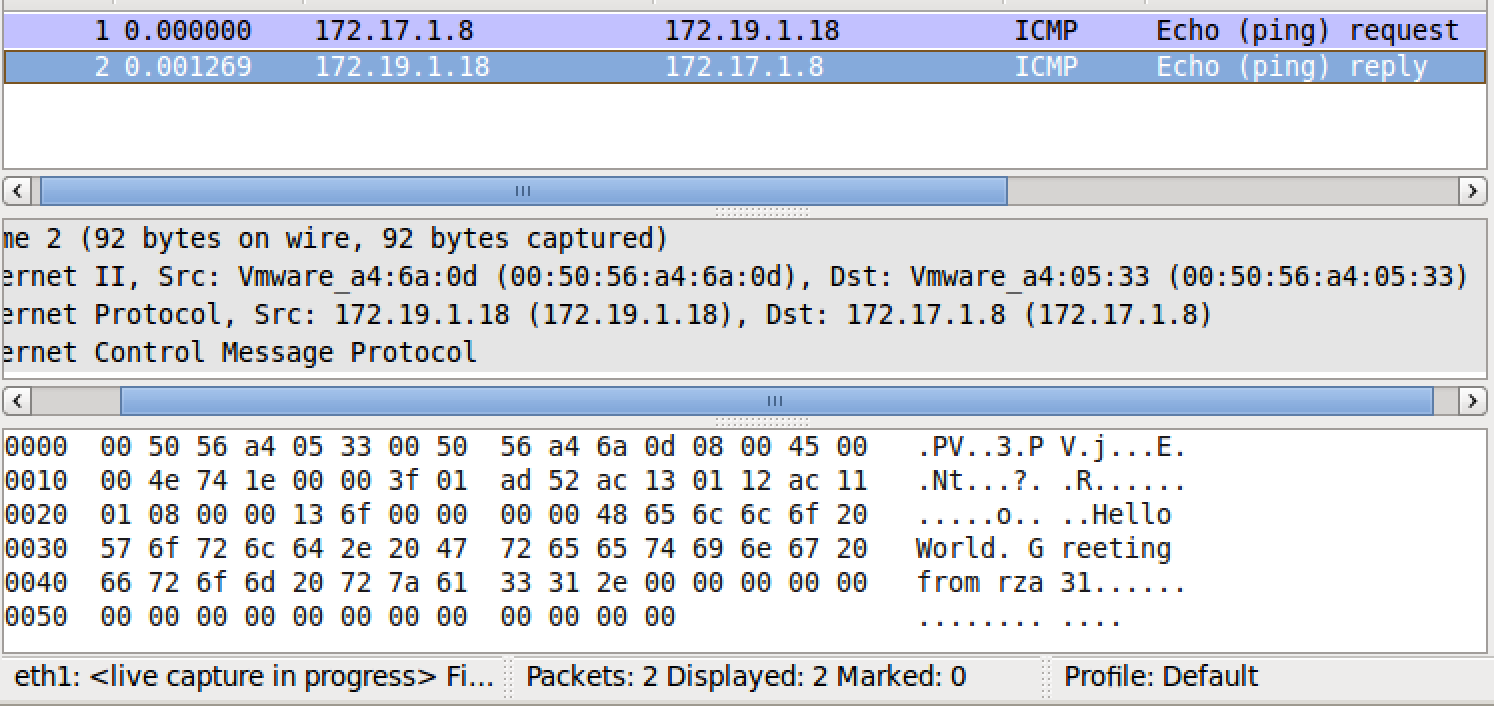 1 0.000000 172.17.1.8 172.19.1.18 ICMP Echo (ping) request
2 0.001269 172.19.1.18 172.17.1.8 ICMP Echo (ping) reply
me 2 (92 bytes on wire, 92 bytes captured)
ernet II, Src: Vmware_a4:6a:0d (00:50:56:a4:6a:0d), Dst: Vmware_a4:05:33 (00:50:56:a4:05:33)
ernet Protocol, Src: 172.19.1.18 (172.19.1.18), Dst: 172.17.1.8 (172.17.1.8)
ernet Control Message Protocol
0000 00 50 56 a4 05 33 00 50 56 a4 6a 0d 08 00 45 00 .PV..3.P V.j...E.
0010 00 4e 74 1e 00 00 3f 01 ad 52 ac 13 01 12 ac 11 .Nt...?. .R......
0020 01 08 00 00 13 6f 00 00 00 00 48 65 6c 6c 6f 20 .....o.. ..Hello
0030 57 6f 72 6c 64 2e 20 47 72 65 65 74 69 6e 67 20 World. G reeting
0040 66 72 6f 6d 20 72 7a 61 33 31 2e 00 00 00 00 00 from rza 31......
0050 00 00 00 00 00 00 00 00 00 00 00 00 ........ ....
eth1: <live capture in progress> Fi... Packets: 2 Displayed: 2 Marked: 0 Profile: Default